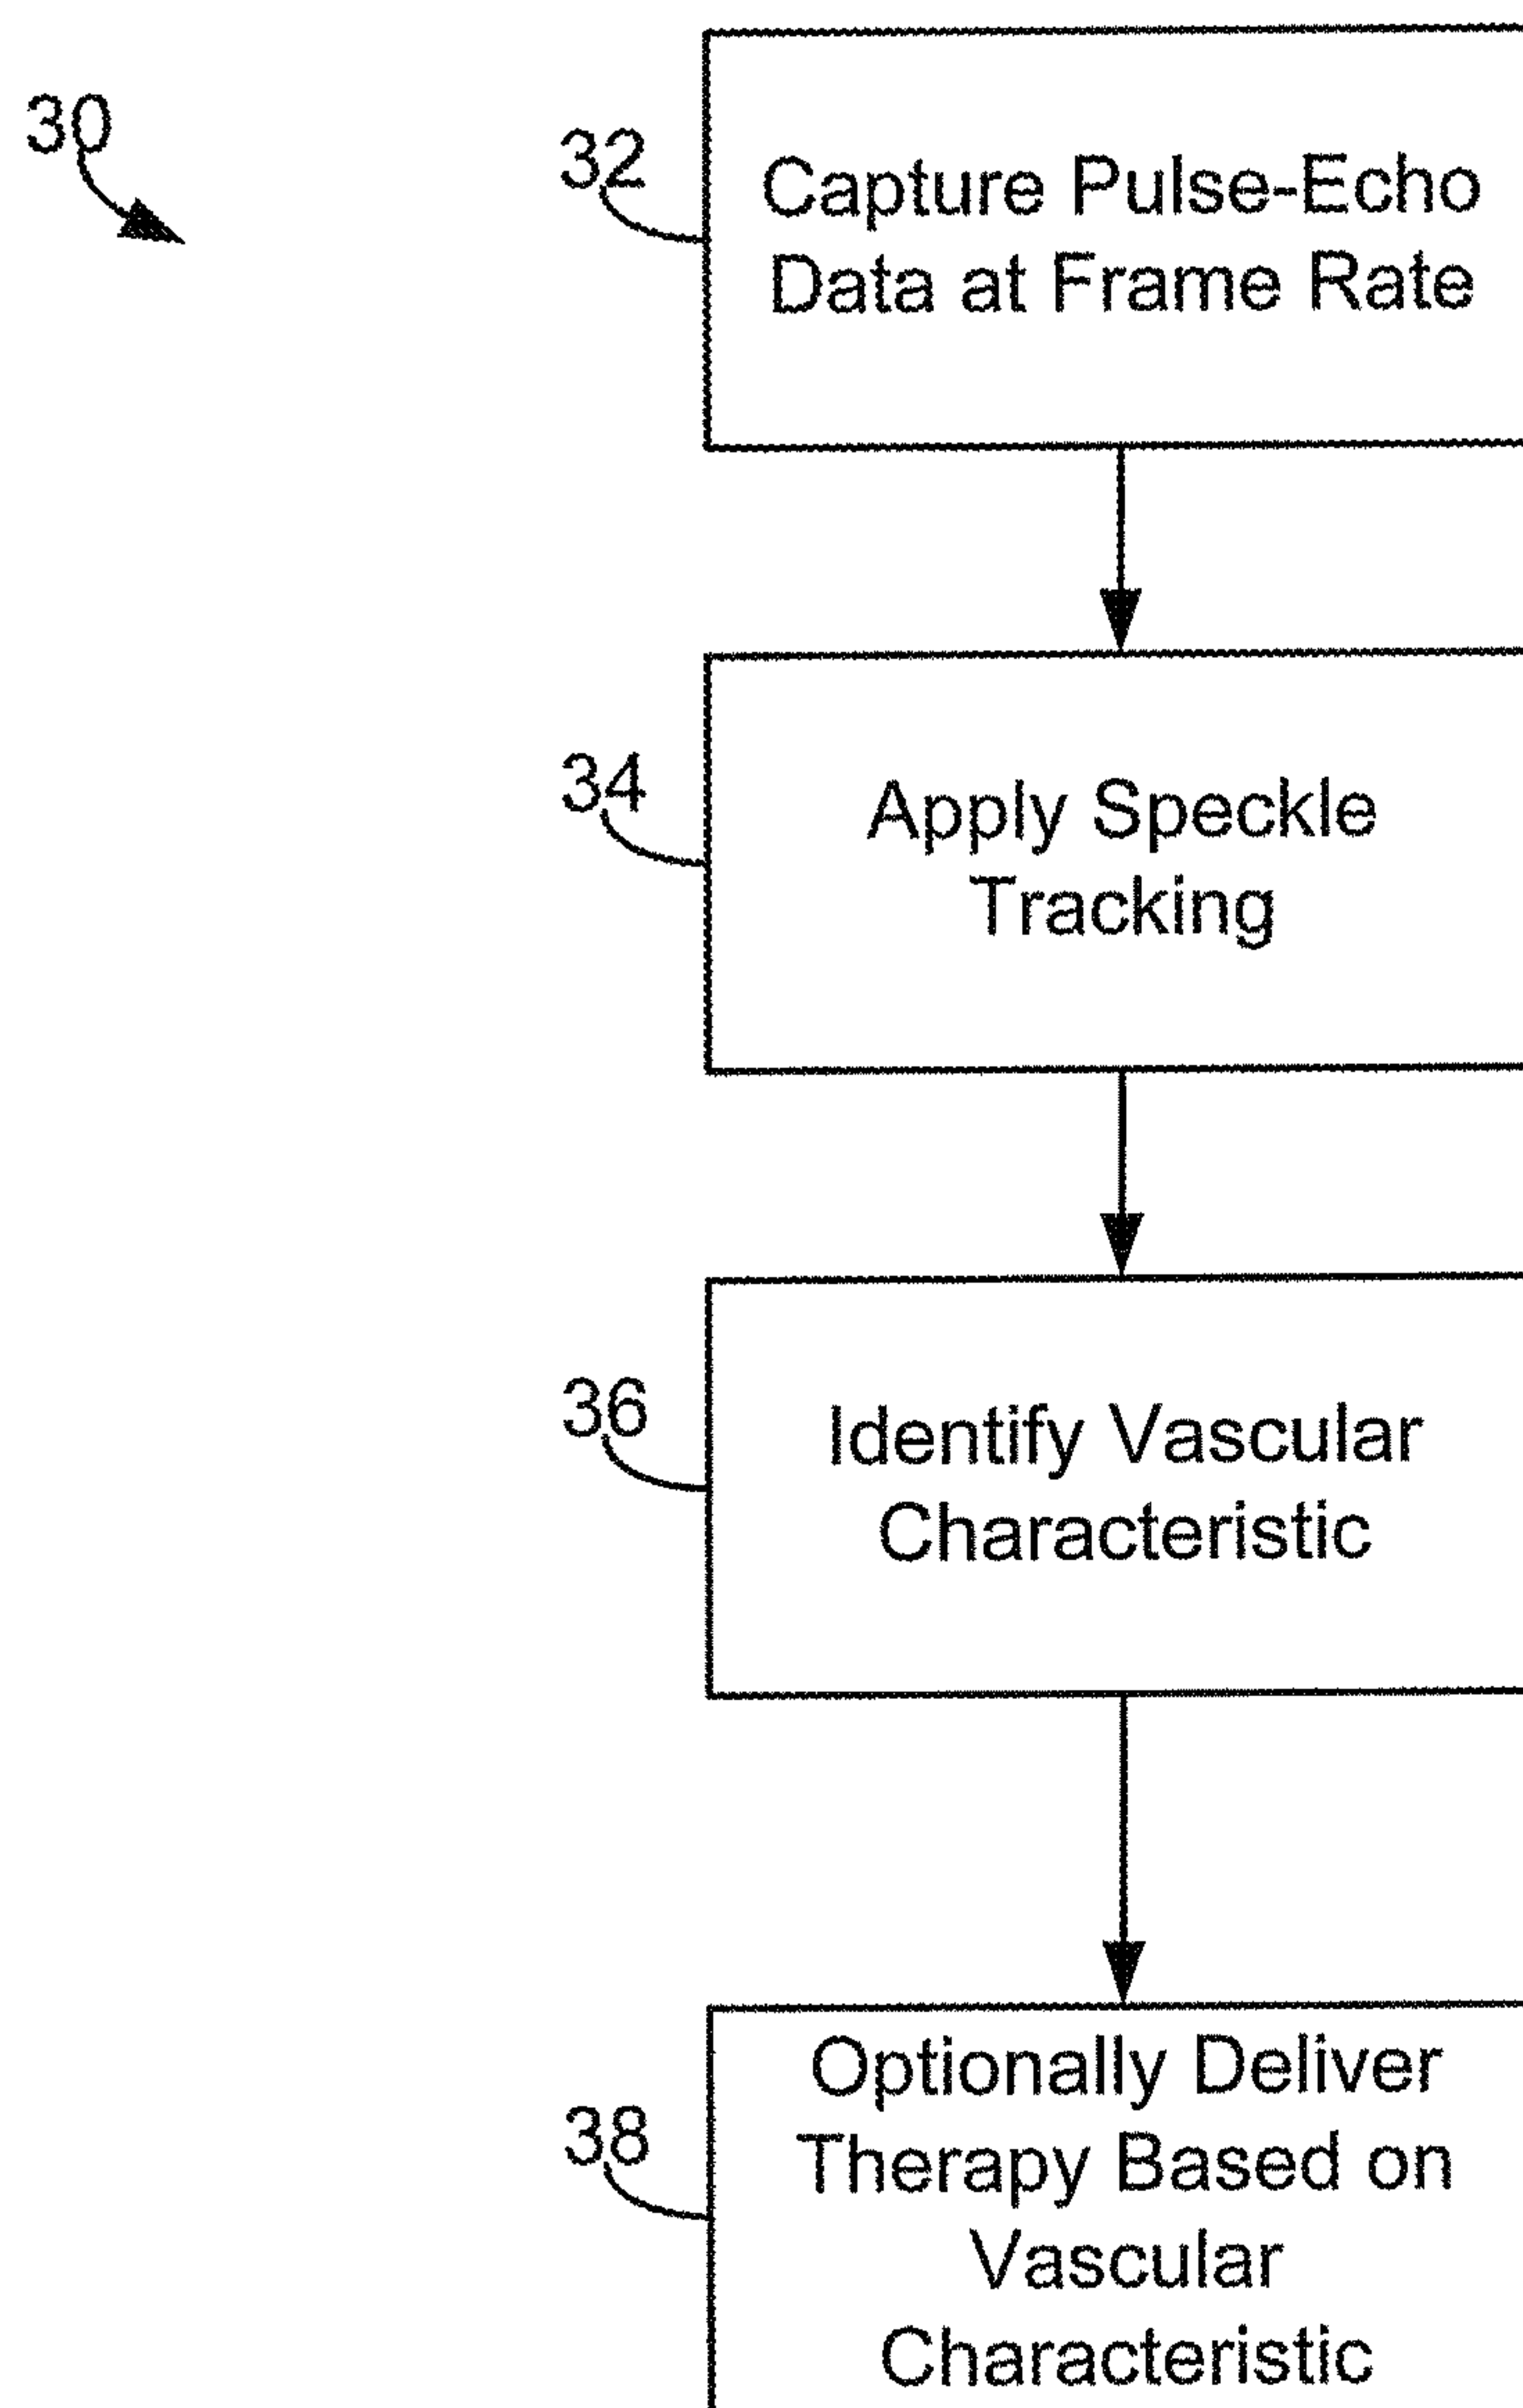 30
32
Capture Pulse-Echo
Data at Frame Rate
34
Apply Speckle
Tracking
36
Identify Vascular
Characteristic
38
Optionally Deliver
Therapy Based on
Vascular
Characteristic